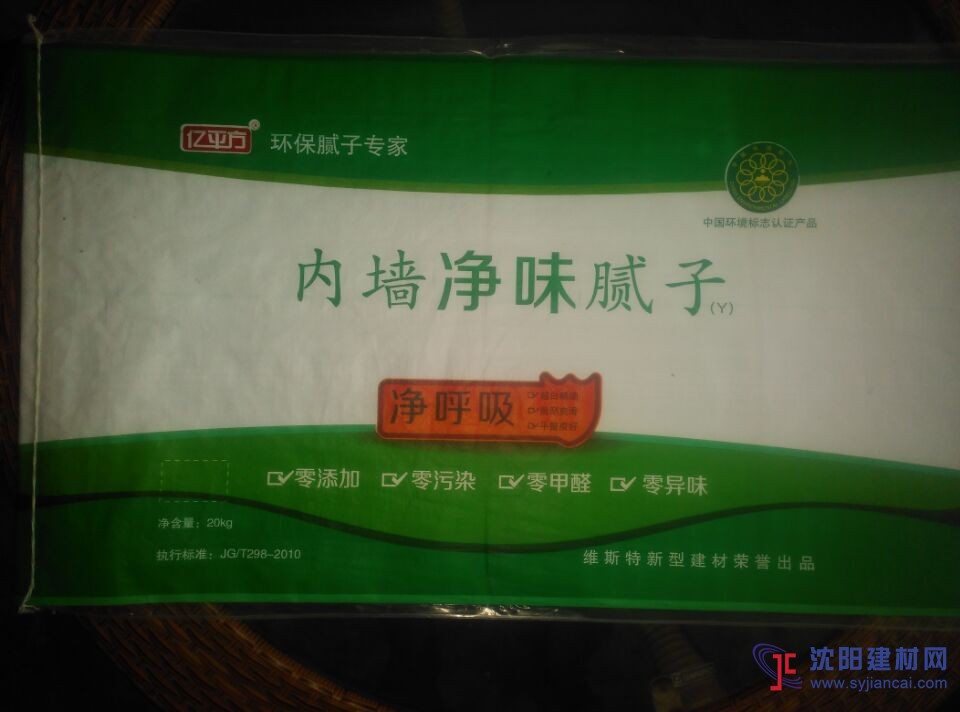 亿平方®
环保腻子专家
中国环境标志认证产品
内墙净味腻子(Y)
净呼吸
零添加 零污染 零甲醛 零异味
净含量：20kg
执行标准：JG/T298-2010
维斯特新型建材荣誉出品
沈阳建材网
www.syjiancai.com